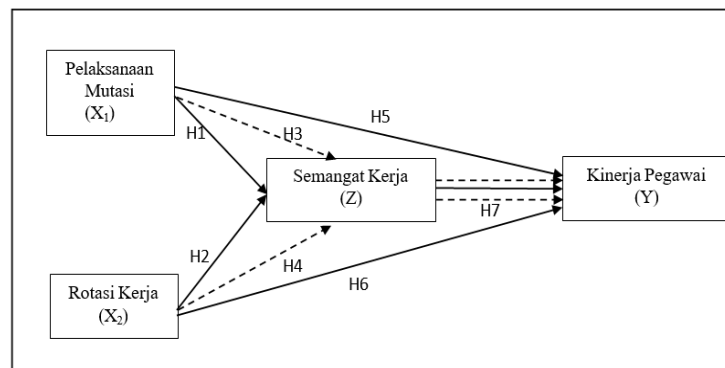 Pelaksanaan
Mutasi
(X₁)
H5
H1
H3
Semangat Kerja
(Z)
Kinerja Pegawai
(Y)
H7
H2
H4
H6
Rotasi Kerja
(X₂)